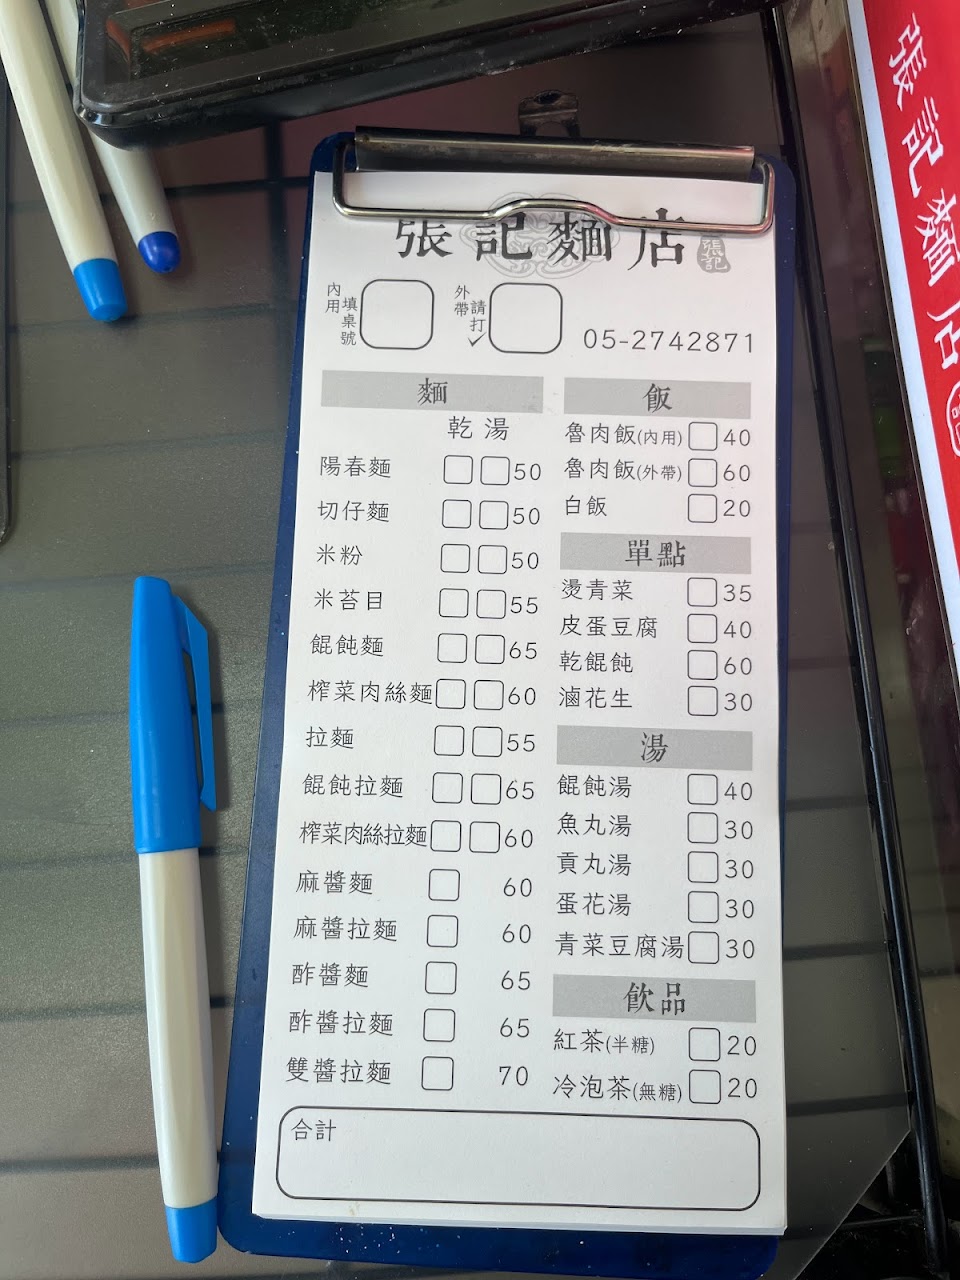 張記麵店
張記
內用 填桌號
外帶 請打✓
05-2742871
麵
乾 湯
陽春麵 50
切仔麵 50
米粉 50
米苔目 55
餛飩麵 65
榨菜肉絲麵 60
拉麵 55
餛飩拉麵 65
榨菜肉絲拉麵 60
麻醬麵 60
麻醬拉麵 60
酢醬麵 65
酢醬拉麵 65
雙醬拉麵 70
飯
魯肉飯(內用) 40
魯肉飯(外帶) 60
白飯 20
單點
燙青菜 35
皮蛋豆腐 40
乾餛飩 60
滷花生 30
湯
餛飩湯 40
魚丸湯 30
貢丸湯 30
蛋花湯 30
青菜豆腐湯 30
飲品
紅茶(半糖) 20
冷泡茶(無糖) 20
合計
張記麵店